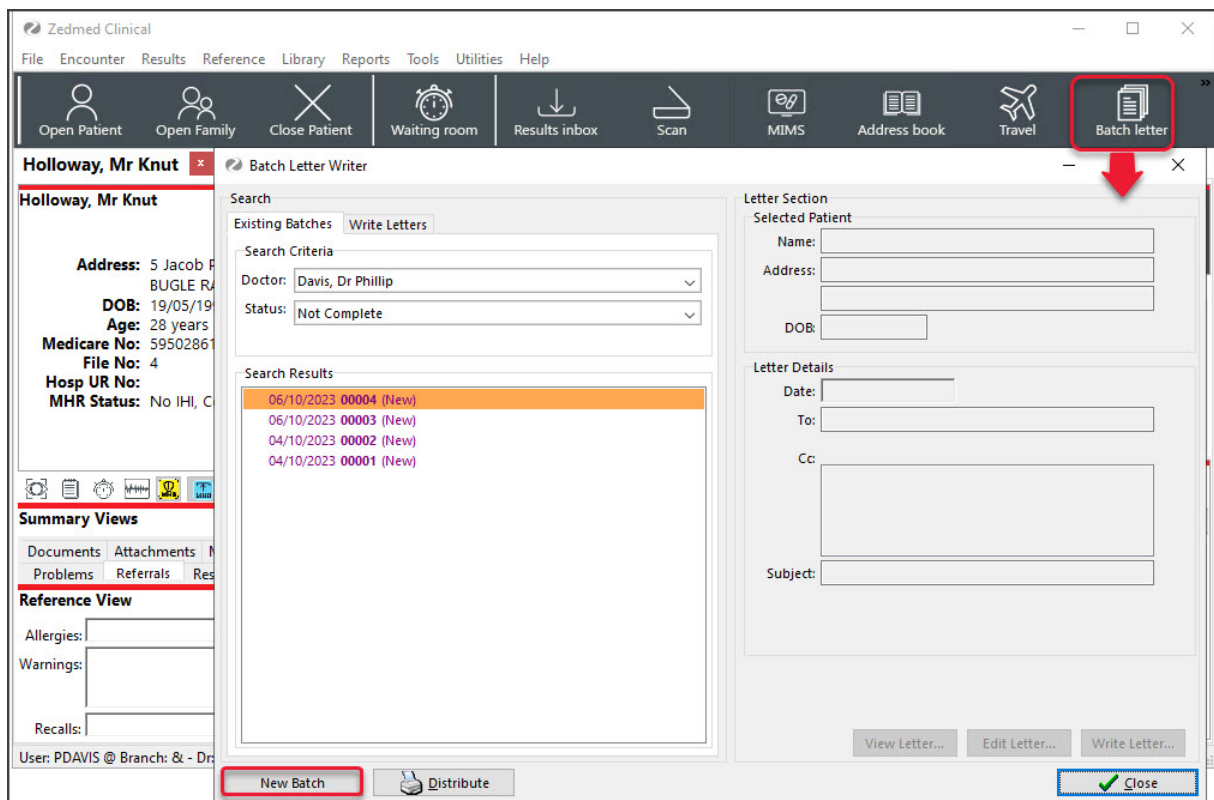 Zedmed Clinical
File Encounter Results Reference Library Reports Tools Utilities Help
Open Patient Open Family Close Patient Waiting room Results inbox Scan MIMS Address book Travel Batch letter
Holloway, Mr Knut
Holloway, Mr Knut
Address: 5 Jacob
BUGLE
DOB: 19/05/19
Age: 28 years
Medicare No: 59502861
File No: 4
Hosp UR No:
MHR Status: No IHI,
Summary Views
Documents Attachments
Problems Referrals Res
Reference View
Allergies:
Warnings:
Recalls:
User: PDAVIS @ Branch: & - Dr:
Batch Letter Writer
Search
Existing Batches Write Letters
Search Criteria
Doctor: Davis, Dr Phillip
Status: Not Complete
Search Results
06/10/2023 00004 (New)
06/10/2023 00003 (New)
04/10/2023 00002 (New)
04/10/2023 00001 (New)
New Batch Distribute
Letter Section
Selected Patient
Name:
Address:
DOB:
Letter Details
Date:
To:
Cc:
Subject:
View Letter... Edit Letter... Write Letter...
Close